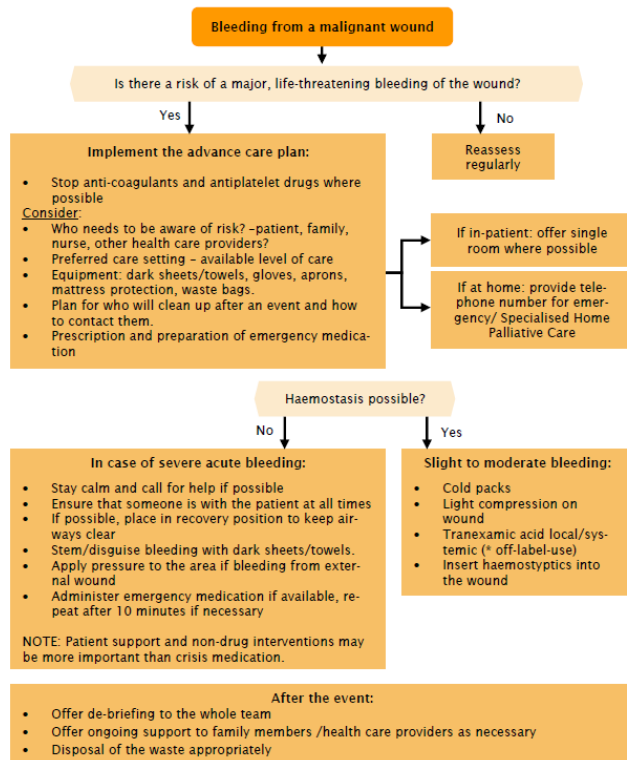 Bleeding from a malignant wound
Is there a risk of a major, life-threatening bleeding of the wound?
Yes
No
Implement the advance care plan:
• Stop anti-coagulants and antiplatelet drugs where
possible
Consider:
• Who needs to be aware of risk? –patient, family,
nurse, other health care providers?
• Preferred care setting – available level of care
• Equipment: dark sheets/towels, gloves, aprons,
mattress protection, waste bags.
• Plan for who will clean up after an event and how
to contact them.
• Prescription and preparation of emergency medica-
tion
Reassess
regularly
If in-patient: offer single
room where possible
If at home: provide tele-
phone number for emer-
gency/ Specialised Home
Palliative Care
Haemostasis possible?
No
Yes
In case of severe acute bleeding:
• Stay calm and call for help if possible
• Ensure that someone is with the patient at all times
• If possible, place in recovery position to keep air-
ways clear
• Stem/disguise bleeding with dark sheets/towels.
• Apply pressure to the area if bleeding from exter-
nal wound
• Administer emergency medication if available, re-
peat after 10 minutes if necessary
NOTE: Patient support and non-drug interventions may
be more important than crisis medication.
Slight to moderate bleeding:
• Cold packs
• Light compression on
wound
• Tranexamic acid local/sys-
temic (* off-label-use)
• Insert haemostyptics into
the wound
After the event:
• Offer de-briefing to the whole team
• Offer ongoing support to family members /health care providers as necessary
• Disposal of the waste appropriately